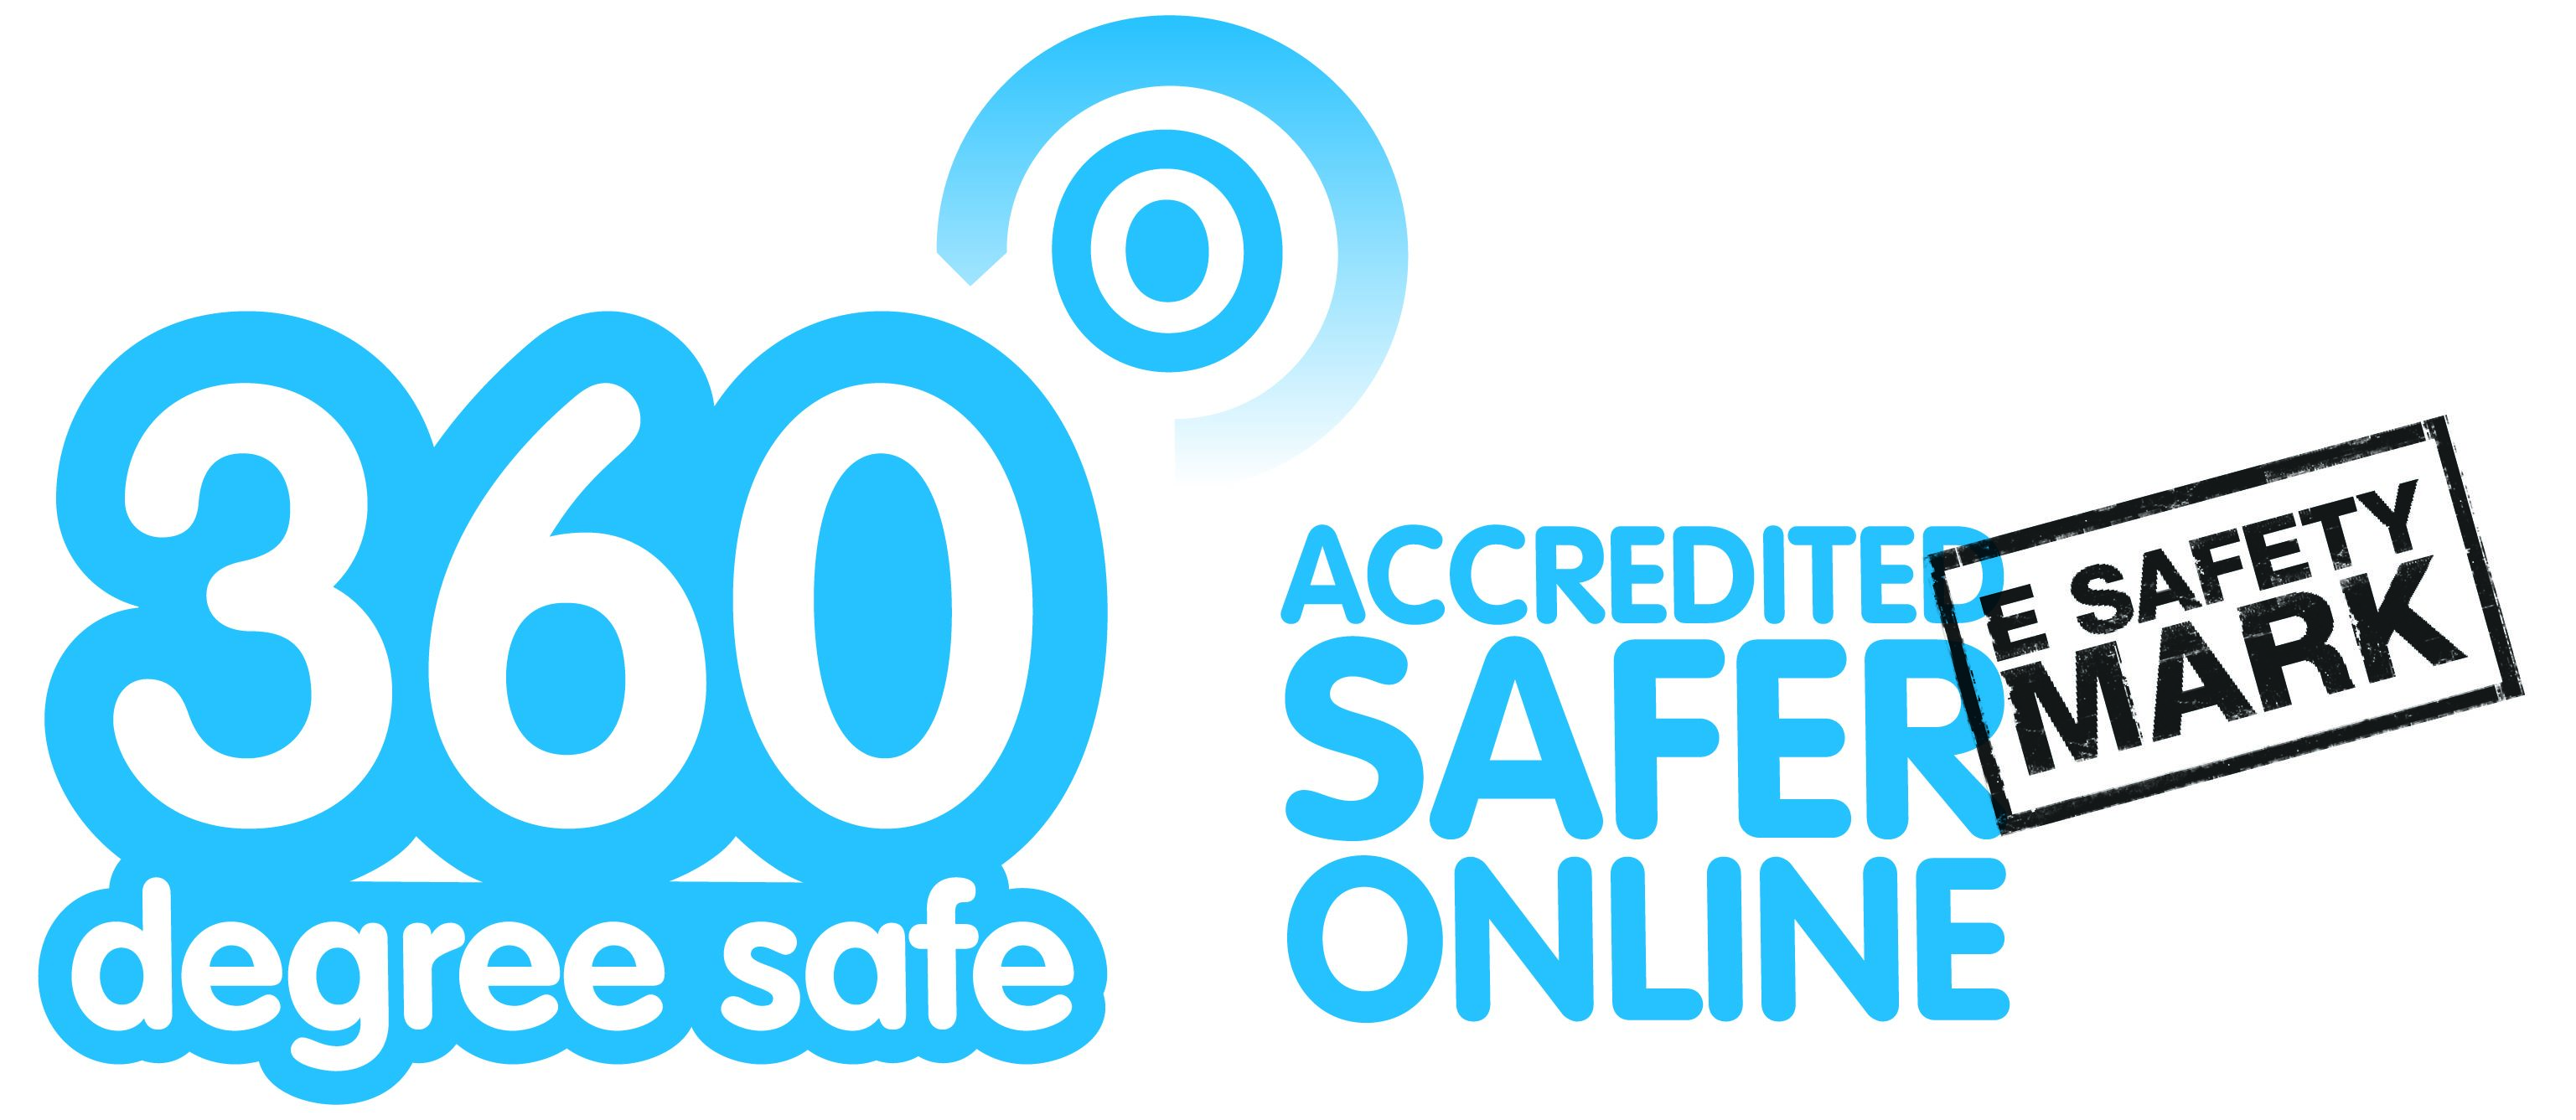 360°
degree safe
ACCREDITED
SAFER
ONLINE
E SAFETY
MARK